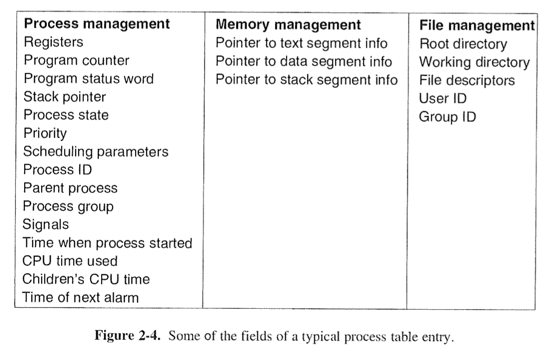 Process management
Registers
Program counter
Program status word
Stack pointer
Process state
Priority
Scheduling parameters
Process ID
Parent process
Process group
Signals
Time when process started
CPU time used
Children's CPU time
Time of next alarm
Memory management
Pointer to text segment info
Pointer to data segment info
Pointer to stack segment info
File management
Root directory
Working directory
File descriptors
User ID
Group ID
Figure 2-4. Some of the fields of a typical process table entry.